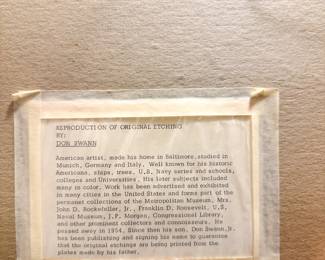 REPRODUCTION OF ORIGINAL ETCHING
BY:
DON SWANN
American artist, made his home in Baltimore, studied in
Munich, Germany and Italy. Well known for his historic
Americana, ships, trees, U.S. Navy series and schools,
colleges and Universities. His later subjects included
many in color. Work has been advertised and exhibited
in many cities in the United States and forms part of the
permanent collections of the Metropolitan Museum, Mrs.
John D. Rockefeller, Jr., Franklin D. Roosevelt, U.S.
Naval Museum, J.P. Morgan, Congressional Library,
and other prominent collectors and connoisseurs. He
passed away in 1954. Since then his son, Don Swann, Jr.
has been publishing and signing his name to guarantee
that the original etchings are being printed from the
plates made by his father.